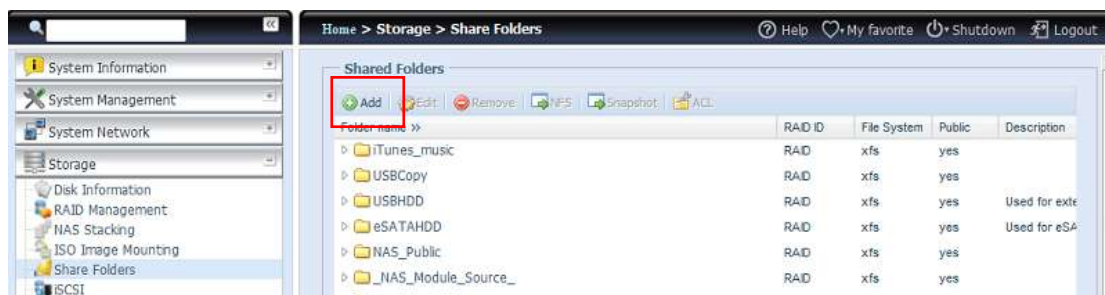 Home > Storage > Share Folders
Help
My favorite
Shutdown
Logout
System Information
System Management
System Network
Storage
Disk Information
RAID Management
NAS Stacking
ISO Image Mounting
Share Folders
iSCSI
Shared Folders
Add Edit Remove NFS Snapshot ACL
Folder name » RAID ID File System Public Description
iTunes_music RAID xfs yes
USBCopy RAID xfs yes
USBHDD RAID xfs yes Used for exte
eSATAHDD RAID xfs yes Used for eSA
NAS_Public RAID xfs yes
_NAS_Module_Source_ RAID xfs yes